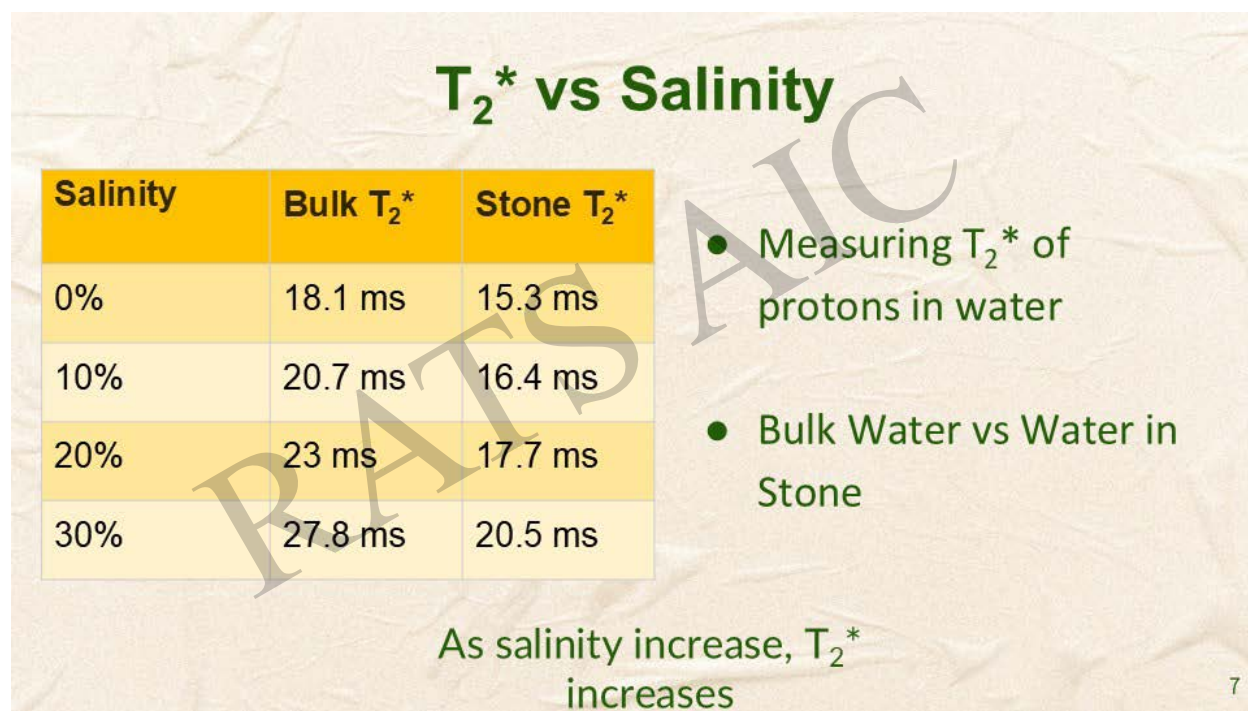 T₂* vs Salinity
Salinity Bulk T₂* Stone T₂*
0% 18.1 ms 15.3 ms
10% 20.7 ms 16.4 ms
20% 23 ms 17.7 ms
30% 27.8 ms 20.5 ms
● Measuring T₂* of
protons in water
● Bulk Water vs Water in
Stone
As salinity increase, T₂*
increases
7
RATS AIC